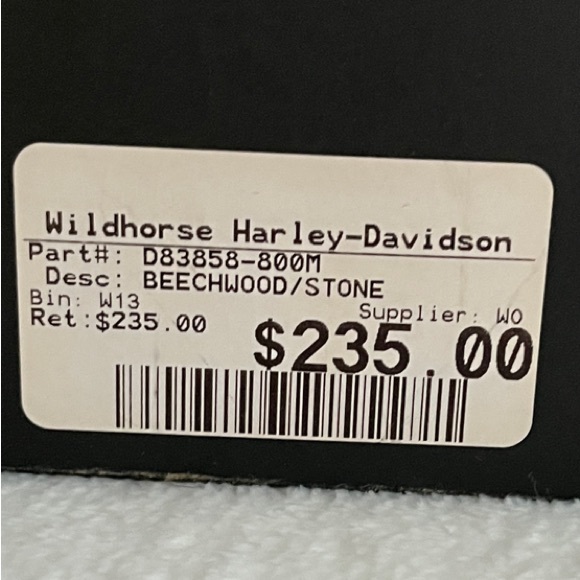 Wildhorse Harley-Davidson
Part#: D83858-800M
Desc: BEECHWOOD/STONE
Bin: W13 Supplier: WO
Ret:$235.00 $235.00